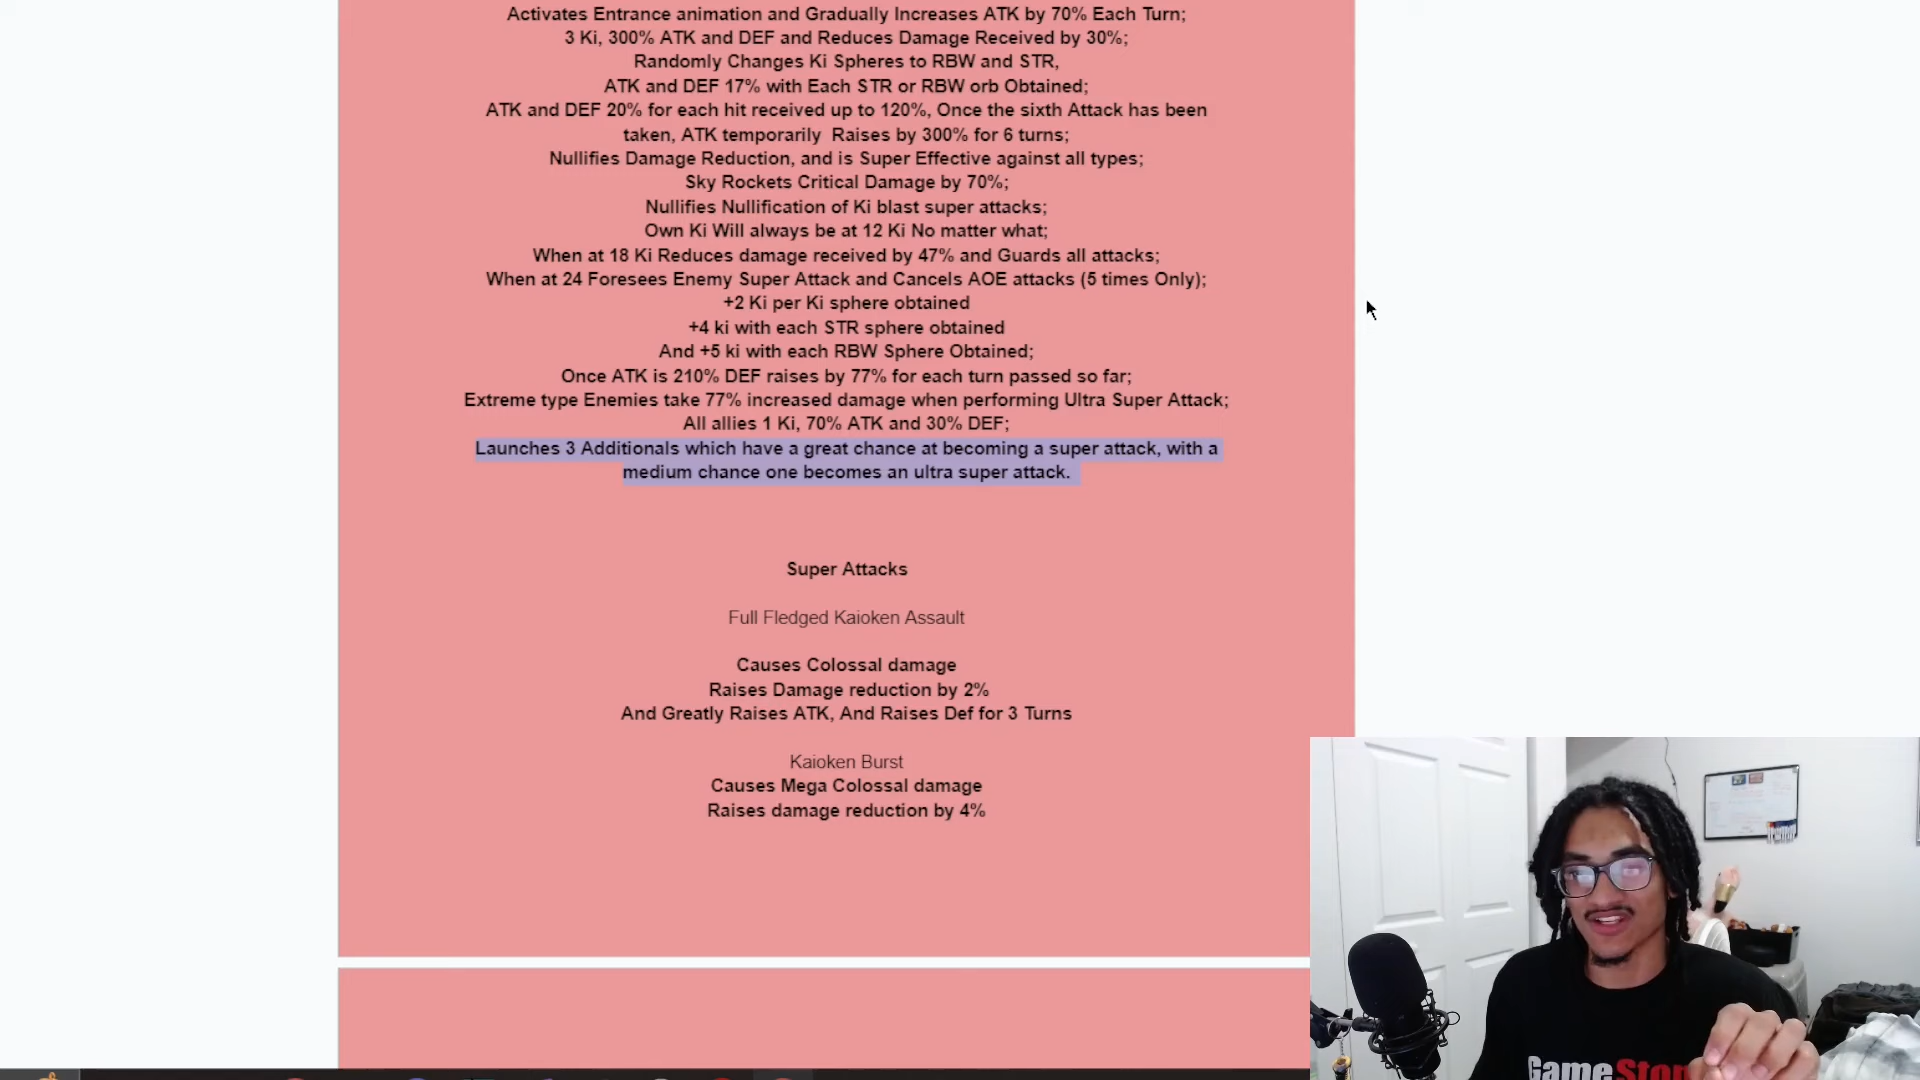 Activates Entrance animation and Gradually Increases ATK by 70% Each Turn;
3 Ki, 300% ATK and DEF and Reduces Damage Received by 30%;
Randomly Changes Ki Spheres to RBW and STR,
ATK and DEF 17% with Each STR or RBW orb Obtained;
ATK and DEF 20% for each hit received up to 120%, Once the sixth Attack has been
taken, ATK temporarily Raises by 300% for 6 turns;
Nullifies Damage Reduction, and is Super Effective against all types;
Sky Rockets Critical Damage by 70%;
Nullifies Nullification of Ki blast super attacks;
Own Ki Will always be at 12 Ki No matter what;
When at 18 Ki Reduces damage received by 47% and Guards all attacks;
When at 24 Foresees Enemy Super Attack and Cancels AOE attacks (5 times Only);
+2 Ki per Ki sphere obtained
+4 ki with each STR sphere obtained
And +5 ki with each RBW Sphere Obtained;
Once ATK is 210% DEF raises by 77% for each turn passed so far;
Extreme type Enemies take 77% increased damage when performing Ultra Super Attack;
All allies 1 Ki, 70% ATK and 30% DEF;
Launches 3 Additionals which have a great chance at becoming a super attack, with a
medium chance one becomes an ultra super attack.
Super Attacks
Full Fledged Kaioken Assault
Causes Colossal damage
Raises Damage reduction by 2%
And Greatly Raises ATK, And Raises Def for 3 Turns
Kaioken Burst
Causes Mega Colossal damage
Raises damage reduction by 4%
GameStop